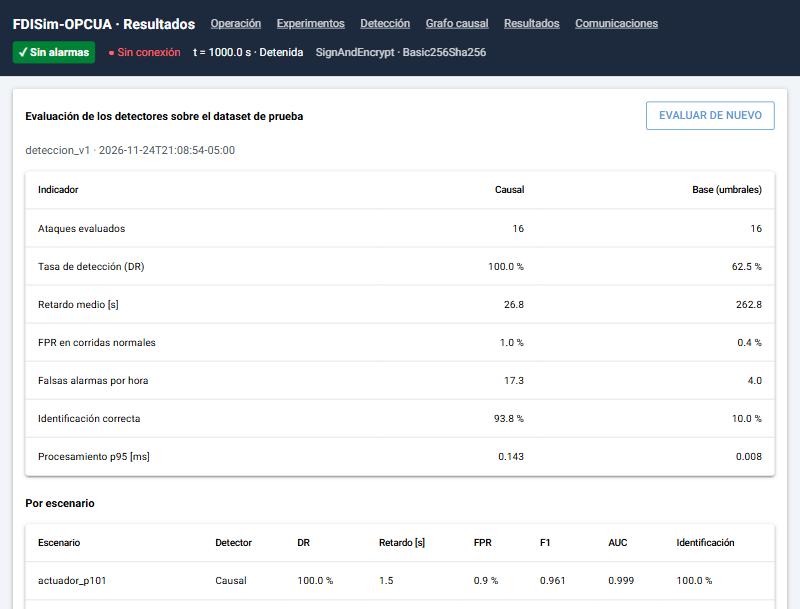 FDISim-OPCUA · Resultados Operación Experimentos Detección Grafo causal Resultados Comunicaciones
✓ Sin alarmas ● Sin conexión t = 1000.0 s · Detenida SignAndEncrypt · Basic256Sha256
Evaluación de los detectores sobre el dataset de prueba EVALUAR DE NUEVO
deteccion_v1 · 2026-11-24T21:08:54-05:00
Indicador Causal Base (umbrales)
Ataques evaluados 16 16
Tasa de detección (DR) 100.0 % 62.5 %
Retardo medio [s] 26.8 262.8
FPR en corridas normales 1.0 % 0.4 %
Falsas alarmas por hora 17.3 4.0
Identificación correcta 93.8 % 10.0 %
Procesamiento p95 [ms] 0.143 0.008
Por escenario
Escenario Detector DR Retardo [s] FPR F1 AUC Identificación
actuador_p101 Causal 100.0 % 1.5 0.9 % 0.961 0.999 100.0 %